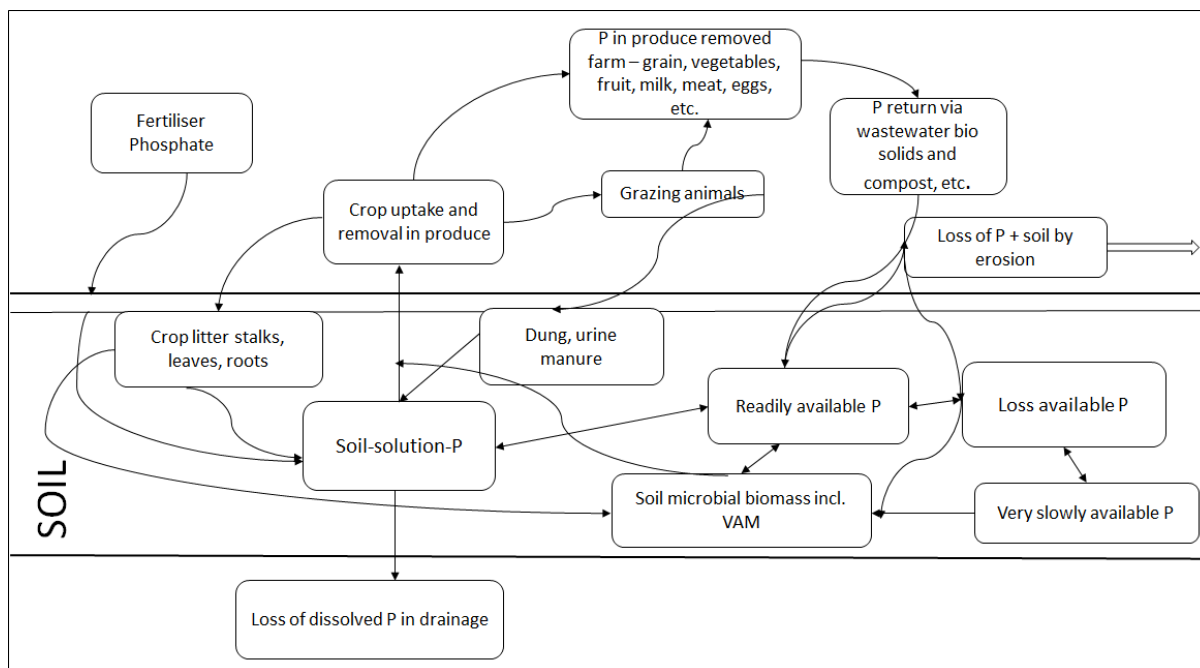 P in produce removed
farm – grain, vegetables,
fruit, milk, meat, eggs,
etc.
Fertiliser
Phosphate
P return via
wastewater bio
solids and
compost, etc.
Crop uptake and
removal in produce
Grazing animals
Loss of P + soil by
erosion
Crop litter stalks,
leaves, roots
Dung, urine
manure
Readily available P
Loss available P
Soil-solution-P
SOIL
Soil microbial biomass incl.
VAM
Very slowly available P
Loss of dissolved P in drainage